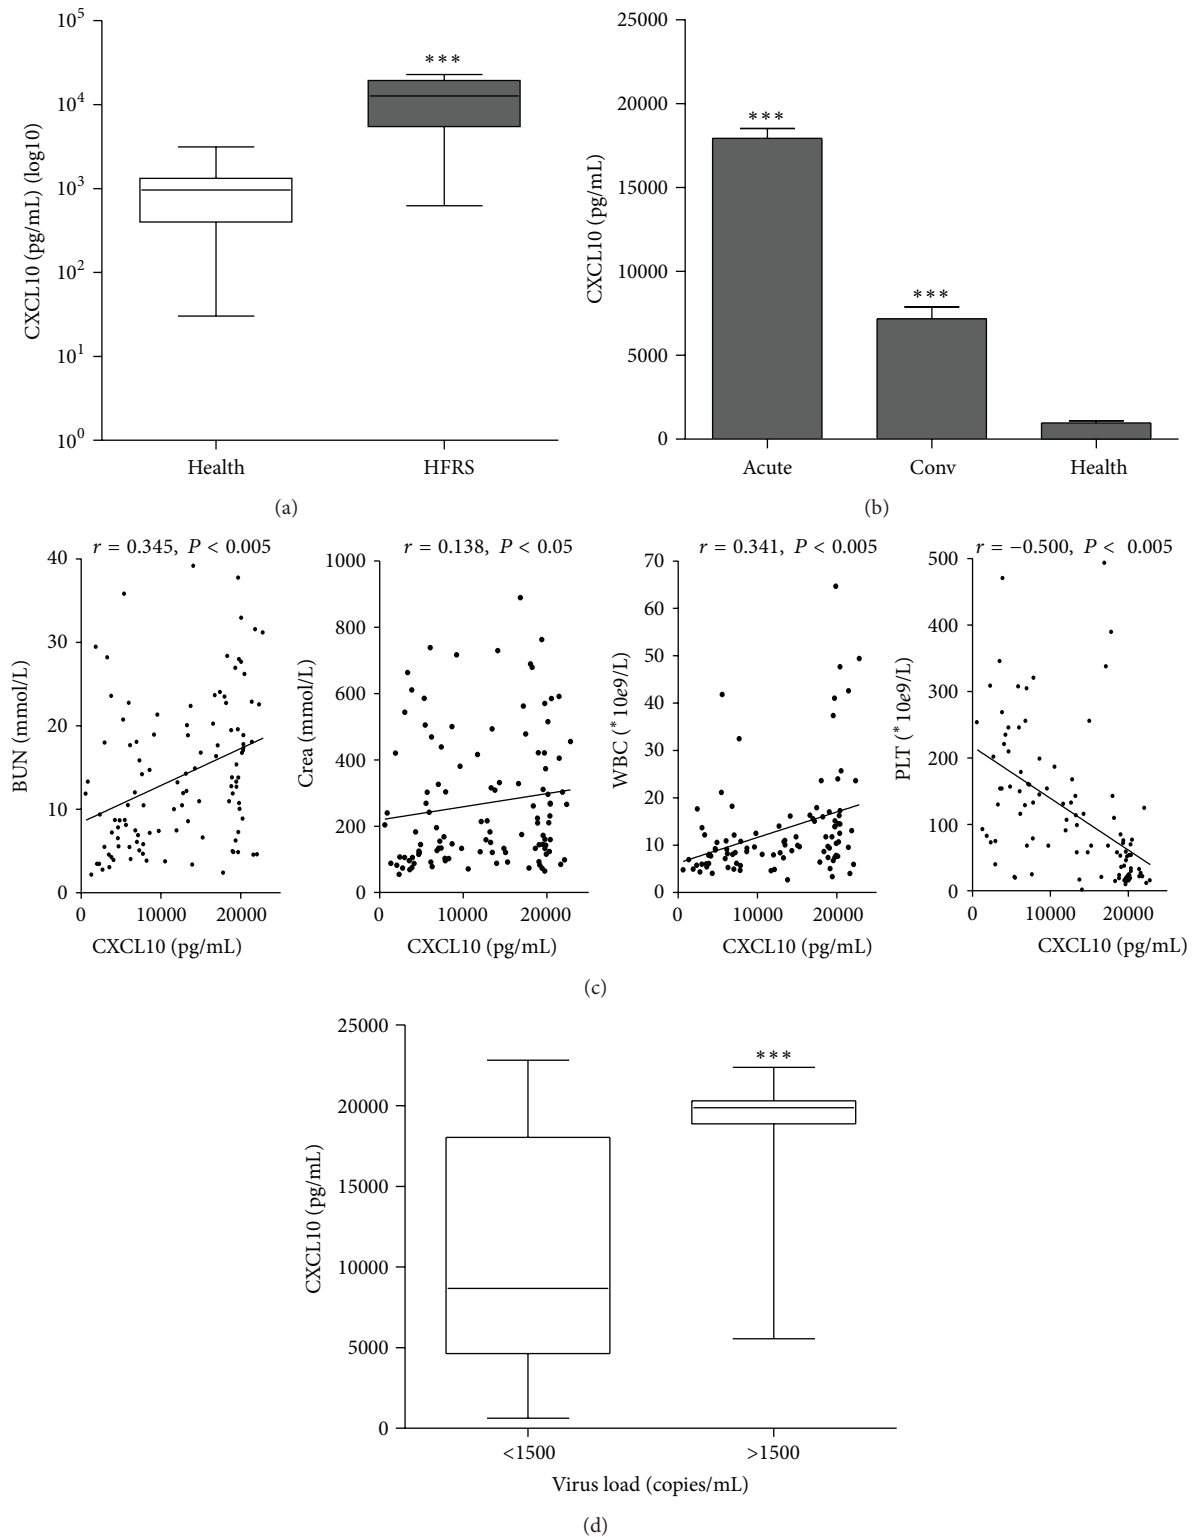 10^5
10^4
10^3
10^2
10^1
10^0
CXCL10 (pg/mL) (log10)
***
Health
HFRS
(a)
25000
20000
15000
10000
5000
0
CXCL10 (pg/mL)
***
***
Acute
Conv
Health
(b)
r = 0.345, P < 0.005
40
30
20
10
0
BUN (mmol/L)
0
10000
20000
CXCL10 (pg/mL)
r = 0.138, P < 0.05
1000
800
600
400
200
0
Crea (mmol/L)
0
10000
20000
CXCL10 (pg/mL)
r = 0.341, P < 0.005
70
60
50
40
30
20
10
0
WBC (*10e9/L)
0
10000
20000
CXCL10 (pg/mL)
r = −0.500, P < 0.005
500
400
300
200
100
0
PLT (*10e9/L)
0
10000
20000
CXCL10 (pg/mL)
(c)
25000
20000
15000
10000
5000
0
CXCL10 (pg/mL)
***
<1500
>1500
Virus load (copies/mL)
(d)